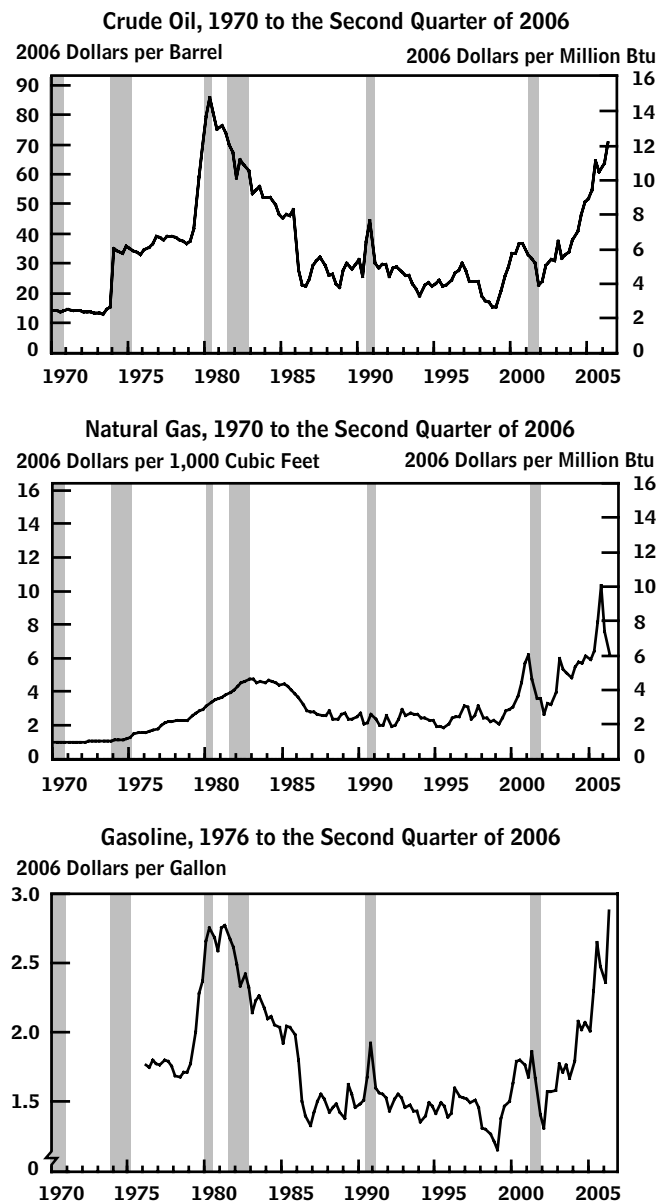 Crude Oil, 1970 to the Second Quarter of 2006
2006 Dollars per Barrel 2006 Dollars per Million Btu
90 16
80 14
70 12
60 10
50 8
40 6
30 4
20 2
10 0
0
1970 1975 1980 1985 1990 1995 2000 2005
Natural Gas, 1970 to the Second Quarter of 2006
2006 Dollars per 1,000 Cubic Feet 2006 Dollars per Million Btu
16 16
14 14
12 12
10 10
8 8
6 6
4 4
2 2
0 0
1970 1975 1980 1985 1990 1995 2000 2005
Gasoline, 1976 to the Second Quarter of 2006
2006 Dollars per Gallon
3.0
2.5
2.0
1.5
0
1970 1975 1980 1985 1990 1995 2000 2005